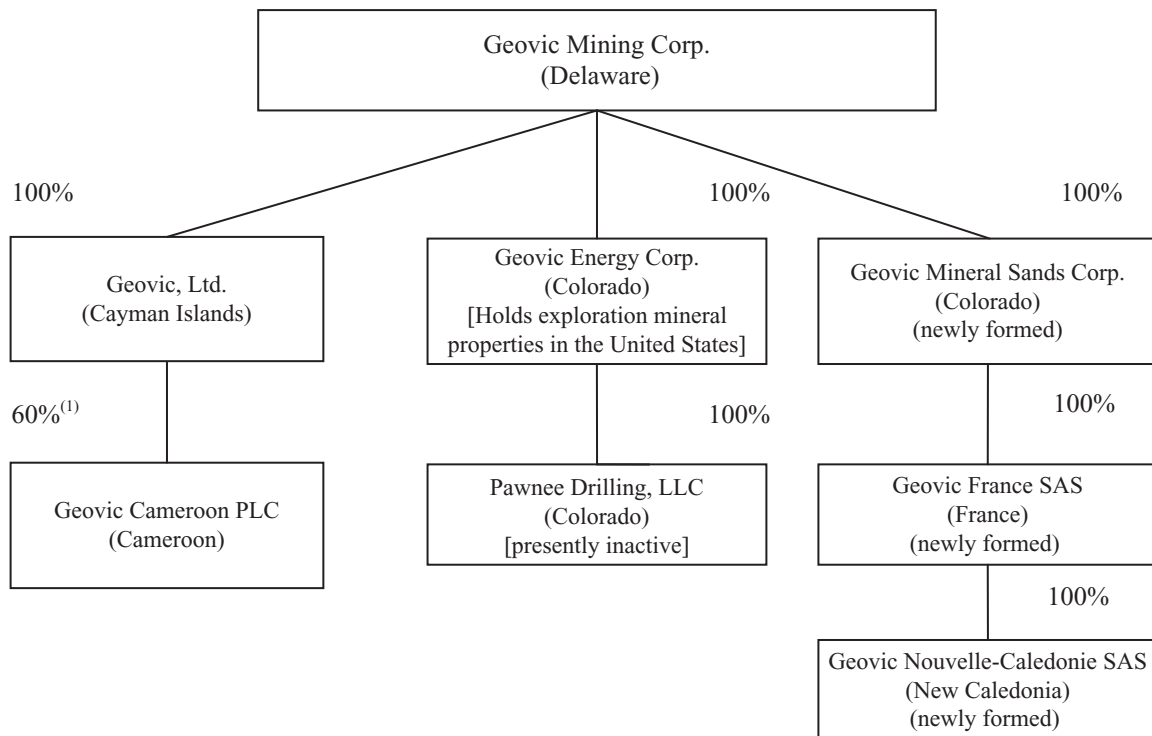 Geovic Mining Corp.
(Delaware)
100%
100%
100%
Geovic, Ltd.
(Cayman Islands)
Geovic Energy Corp.
(Colorado)
[Holds exploration mineral
properties in the United States]
Geovic Mineral Sands Corp.
(Colorado)
(newly formed)
60%(1)
100%
100%
Geovic Cameroon PLC
(Cameroon)
Pawnee Drilling, LLC
(Colorado)
[presently inactive]
Geovic France SAS
(France)
(newly formed)
100%
Geovic Nouvelle-Caledonie SAS
(New Caledonia)
(newly formed)